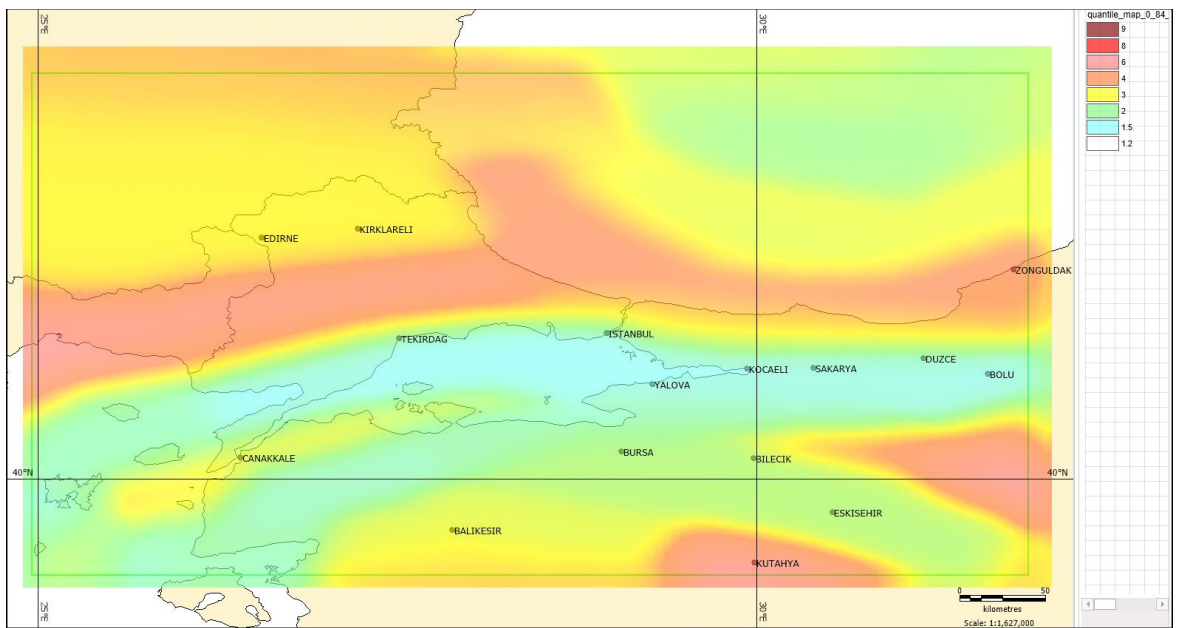 25°E
30°E
quantile_map_0_84_
9
8
6
4
3
2
1.5
1.2
KIRKLARELI
EDIRNE
ZONGULDAK
ISTANBUL
TEKIRDAG
DUZCE
KOCAELI
SAKARYA
BOLU
YALOVA
BURSA
CANAKKALE
BILECIK
40°N
40°N
ESKISEHIR
BALIKESIR
KUTAHYA
0
50
kilometres
25°E
30°E
Scale: 1:1,627,000